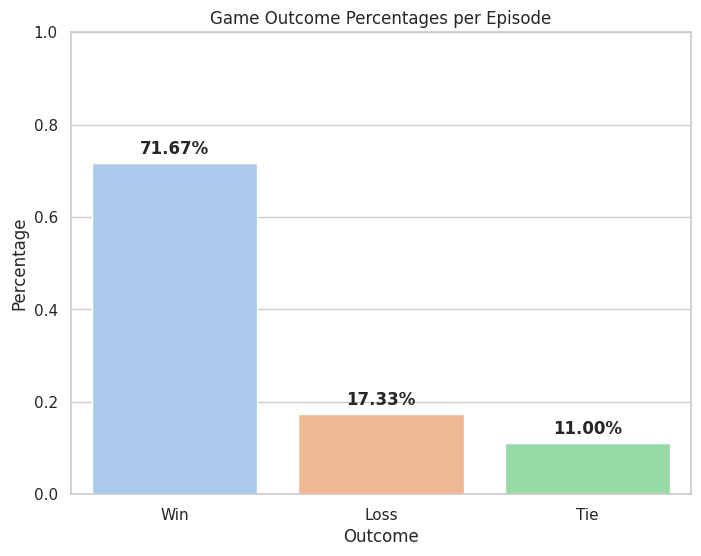 Game Outcome Percentages per Episode
1.0
0.8
0.6
0.4
0.2
0.0
Percentage
71.67%
17.33%
11.00%
Win Loss Tie
Outcome